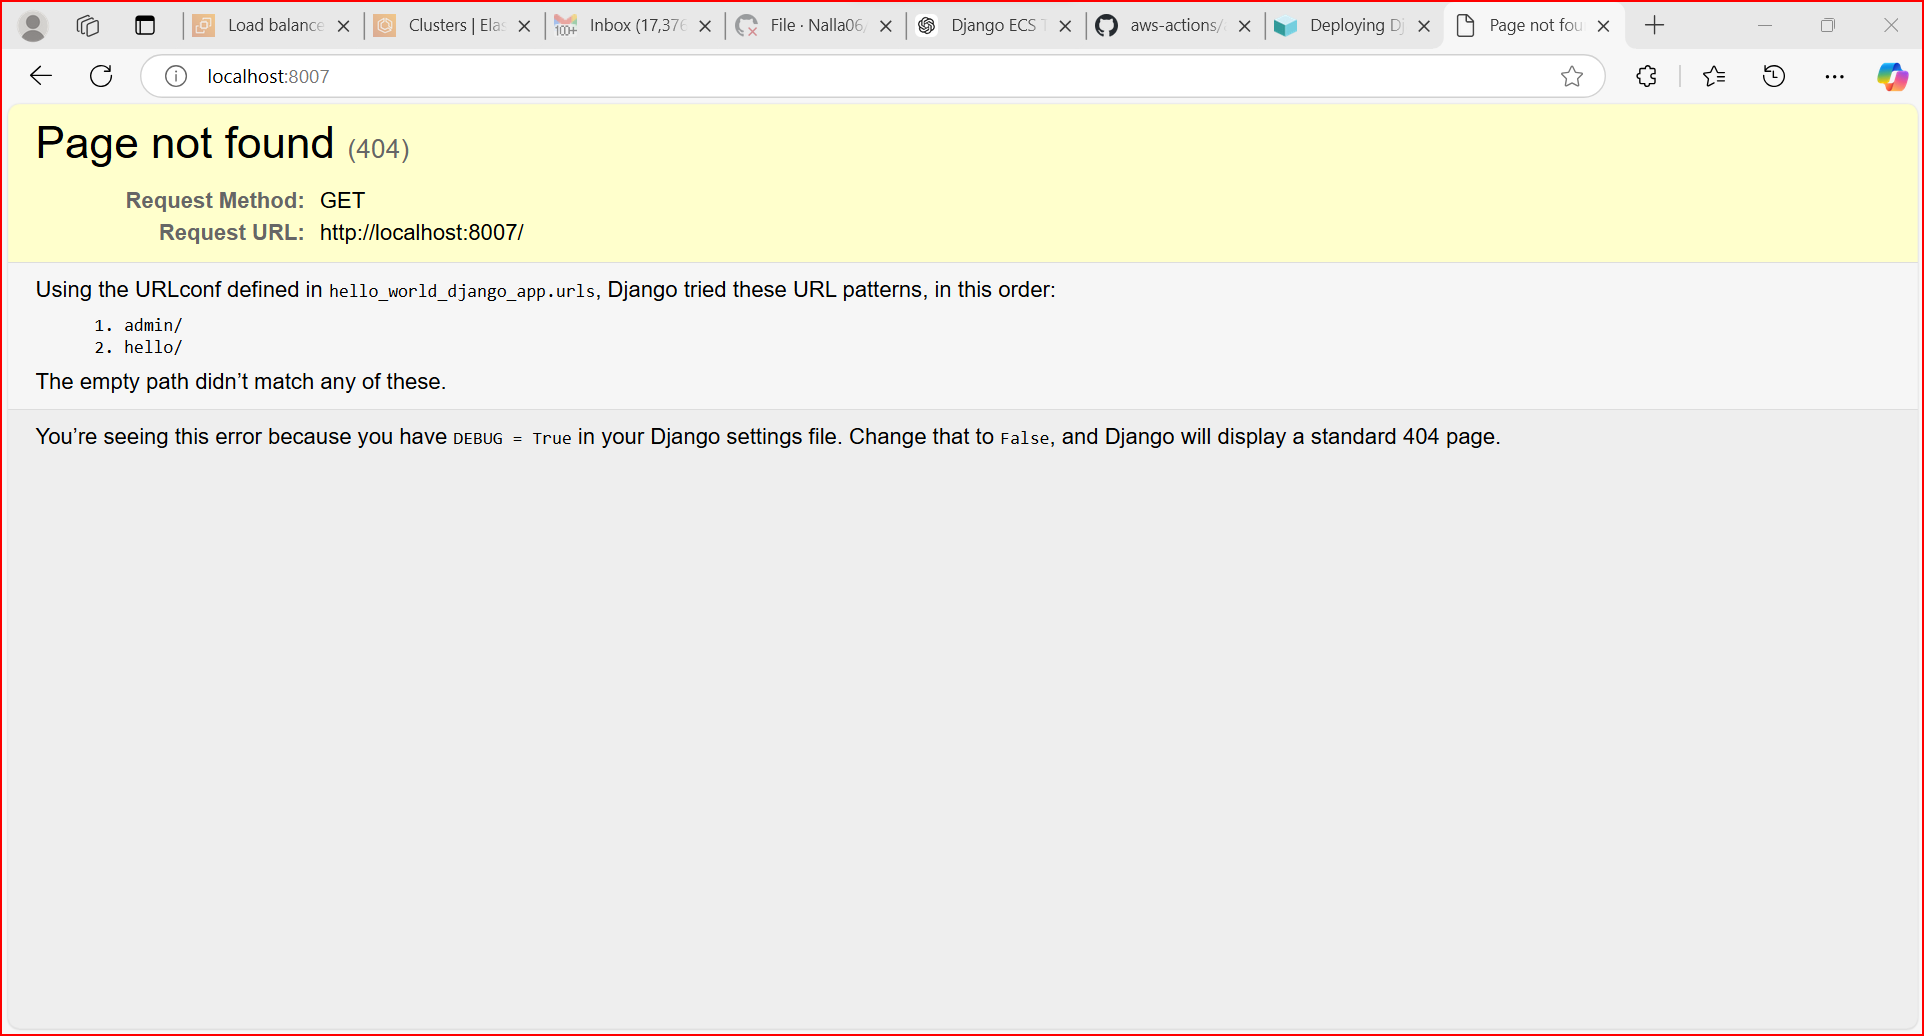 Load balance
Clusters | Elas
100+
Inbox (17,376
File · Nalla06/
Django ECS T
aws-actions/
Deploying Dj
Page not fou
localhost:8007
Page not found (404)
Request Method: GET
Request URL: http://localhost:8007/
Using the URLconf defined in hello_world_django_app.urls, Django tried these URL patterns, in this order:
1. admin/
2. hello/
The empty path didn’t match any of these.
You’re seeing this error because you have DEBUG = True in your Django settings file. Change that to False, and Django will display a standard 404 page.